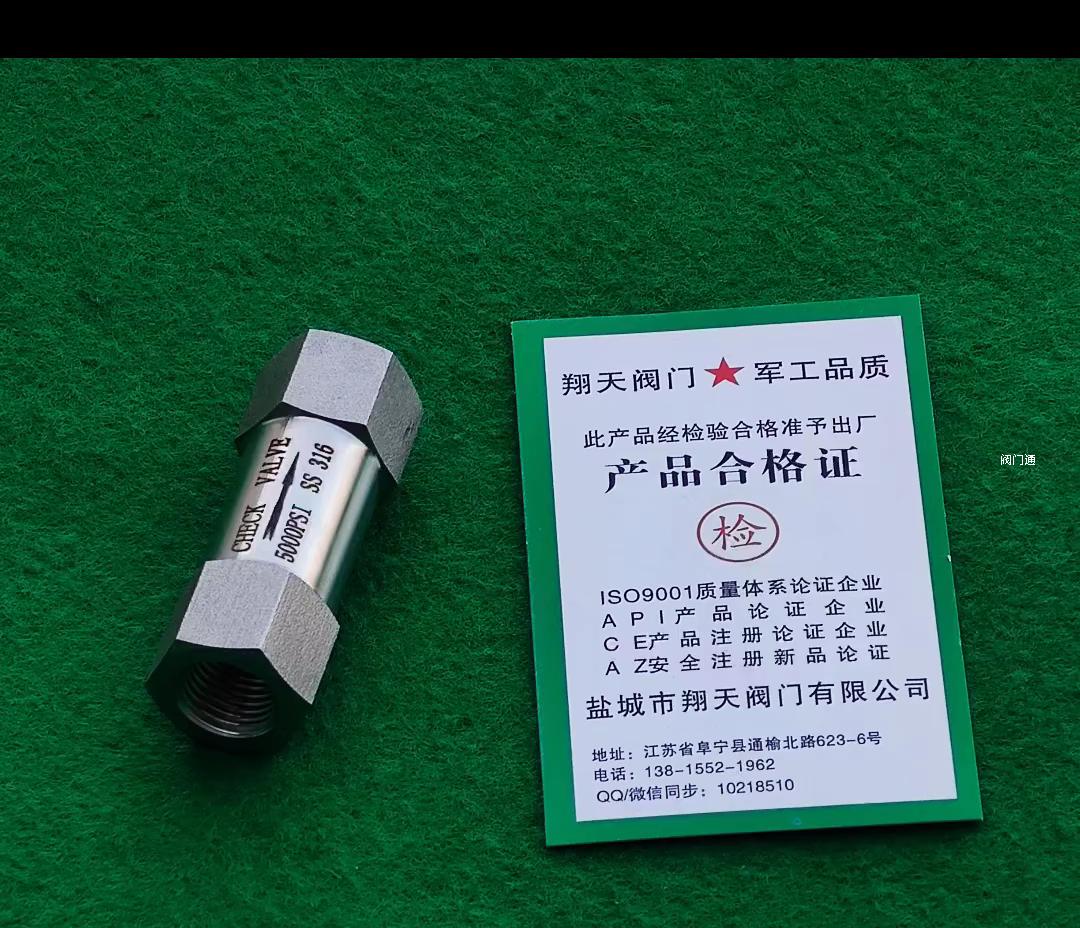 CHECK VALVE
5000PSI SS 316
翔天阀门★军工品质
此产品经检验合格准予出厂
产品合格证
检
ISO9001质量体系论证企业
A P I产 品 论 证 企 业
C E产 品 注 册 论 证 企 业
A Z安 全 注 册 新 品 论 证
盐城市翔天阀门有限公司
地址：江苏省阜宁县通榆北路623-6号
电话：138-1552-1962
QQ/微信同步：10218510
阀门通